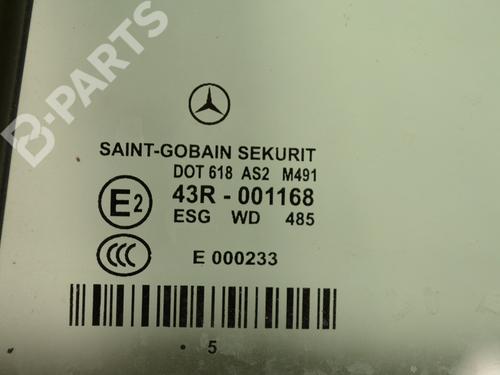 B-PARTS
SAINT-GOBAIN SEKURIT
DOT 618 AS2 M491
E2 43R - 001168
ESG WD 485
CCC E 000233
• 5